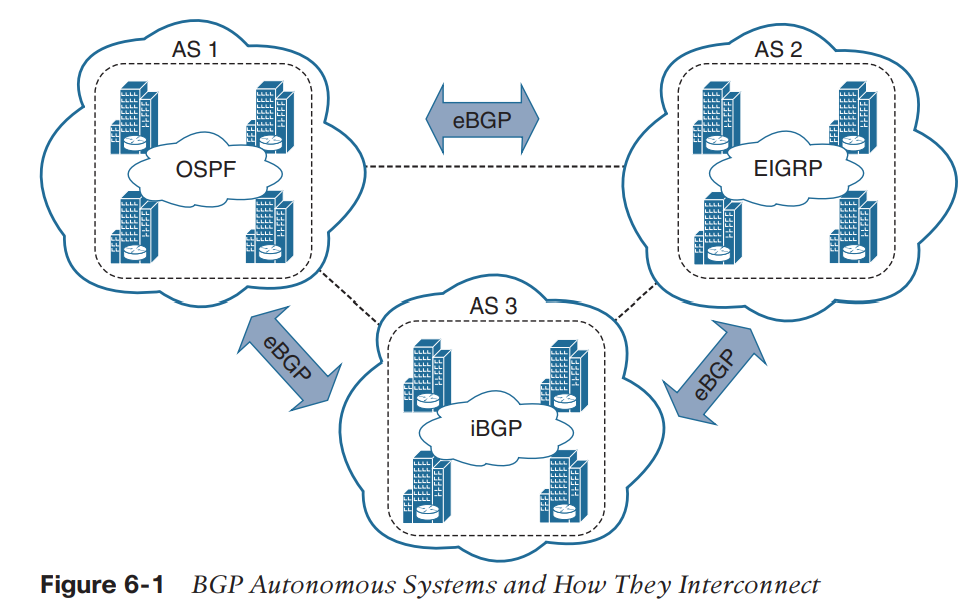 AS 1
AS 2
eBGP
OSPF
EIGRP
AS 3
eBGP
eBGP
iBGP
Figure 6-1 BGP Autonomous Systems and How They Interconnect